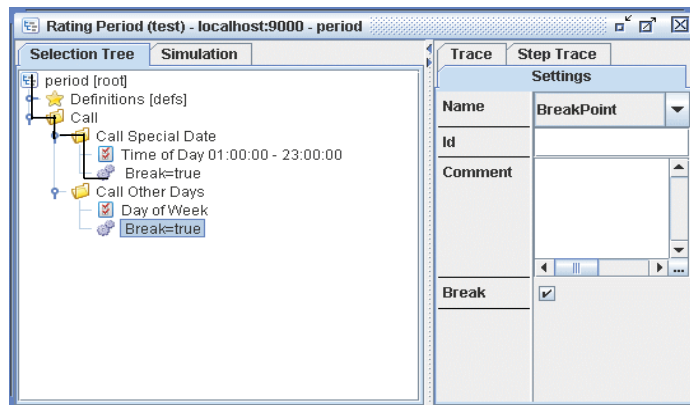 Rating Period (test) - localhost:9000 - period
Selection Tree Simulation
period [root]
Definitions [defs]
Call
Call Special Date
Time of Day 01:00:00 - 23:00:00
Break=true
Call Other Days
Day of Week
Break=true
Trace Step Trace
Settings
Name BreakPoint
Id
Comment
...
Break